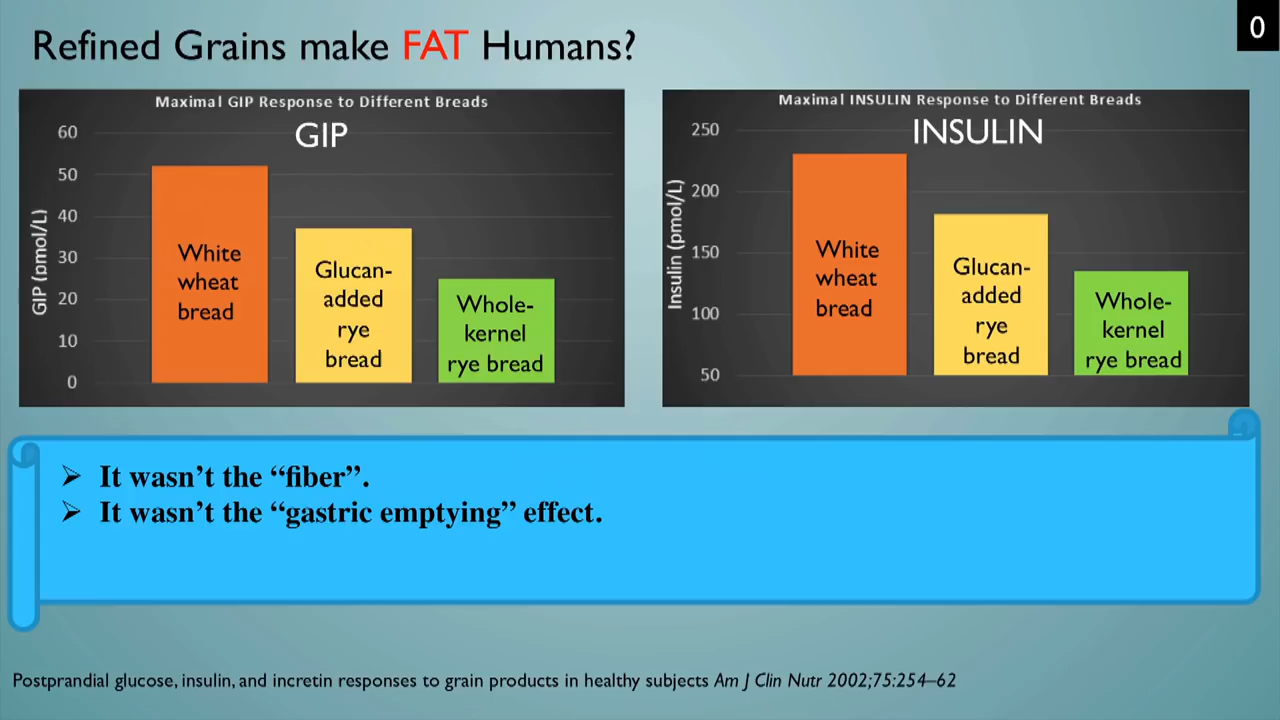 Refined Grains make FAT Humans?
0
Maximal GIP Response to Different Breads
GIP
60
50
40
30
20
10
0
GIP (pmol/L)
White
wheat
bread
Glucan-
added
rye
bread
Whole-
kernel
rye bread
Maximal INSULIN Response to Different Breads
INSULIN
250
200
150
100
50
Insulin (pmol/L)
White
wheat
bread
Glucan-
added
rye
bread
Whole-
kernel
rye bread
➢ It wasn’t the “fiber”.
➢ It wasn’t the “gastric emptying” effect.
Postprandial glucose, insulin, and incretin responses to grain products in healthy subjects Am J Clin Nutr 2002;75:254–62